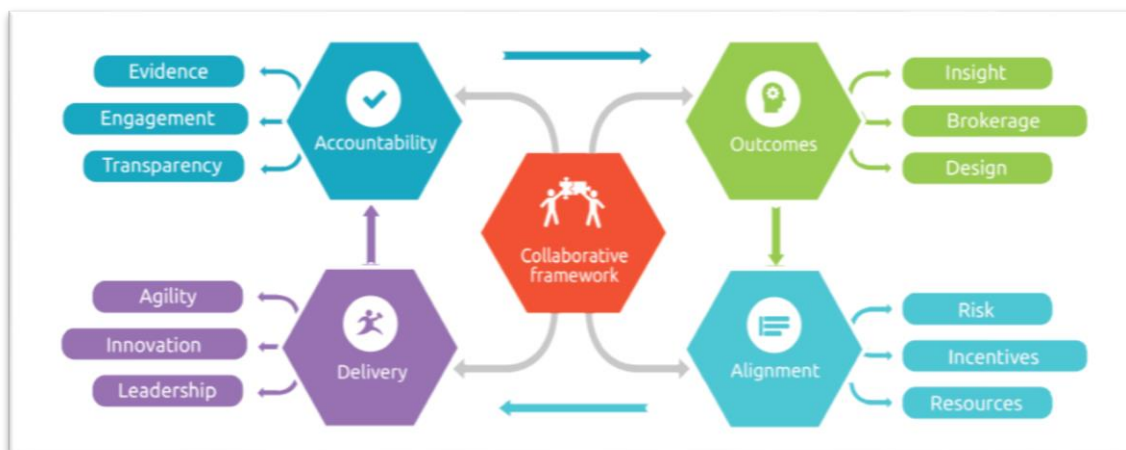 Evidence
Engagement
Transparency
Accountability
Outcomes
Insight
Brokerage
Design
Collaborative
framework
Agility
Innovation
Leadership
Delivery
Alignment
Risk
Incentives
Resources